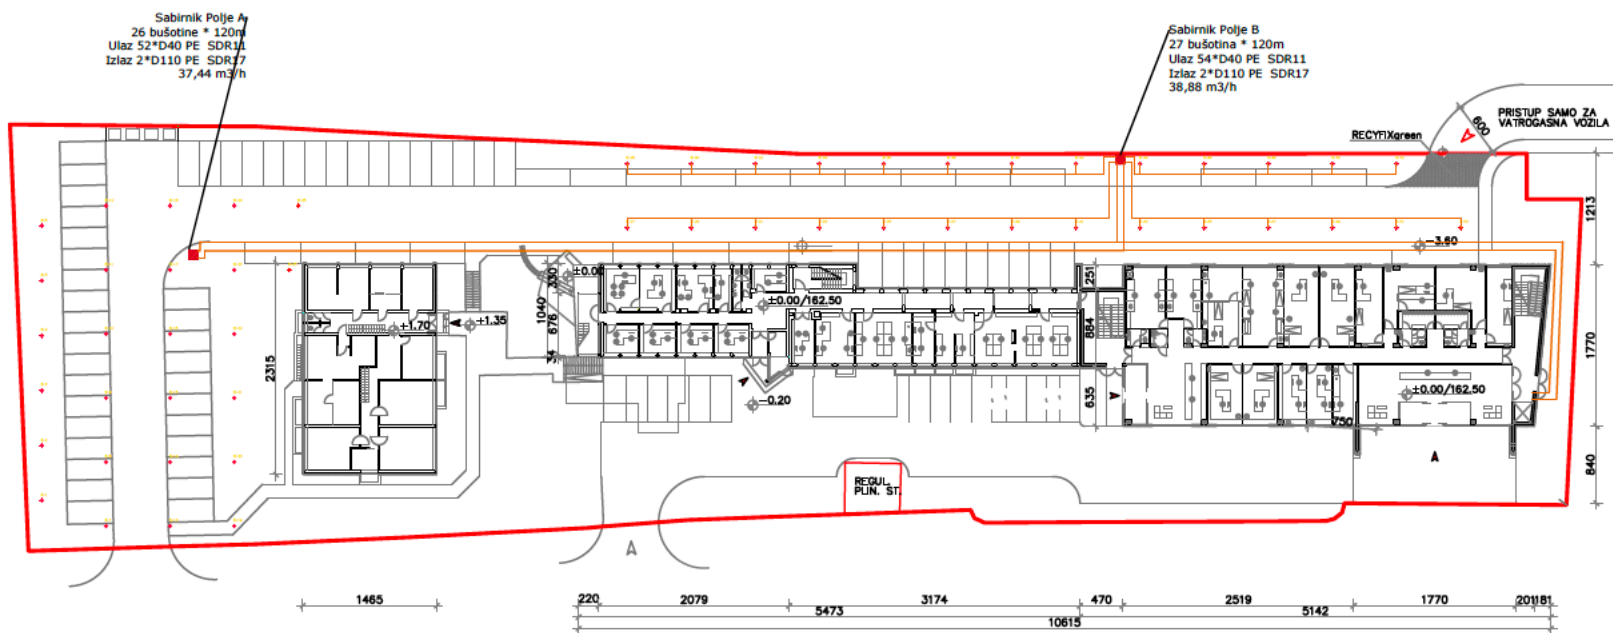 Sabirnik Polje A
26 bušotine * 120m
Ulaz 52*D40 PE SDR11
Izlaz 2*D110 PE SDR17
37,44 m3/h
Sabirnik Polje B
27 bušotina * 120m
Ulaz 54*D40 PE SDR11
Izlaz 2*D110 PE SDR17
38,88 m3/h
PRISTUP SAMO ZA
VATROGASNA VOZILA
600
RECYFIXgreen
1213
-3.60
±0.00
330
251
1040
676
±0.00/162.50
+1.70
+1.35
884
1770
2315
34
-0.20
635
±0.00/162.50
750
840
REGUL.
PLIN. ST.
1465
220
2079
3174
470
2519
1770
201
181
5473
5142
10615